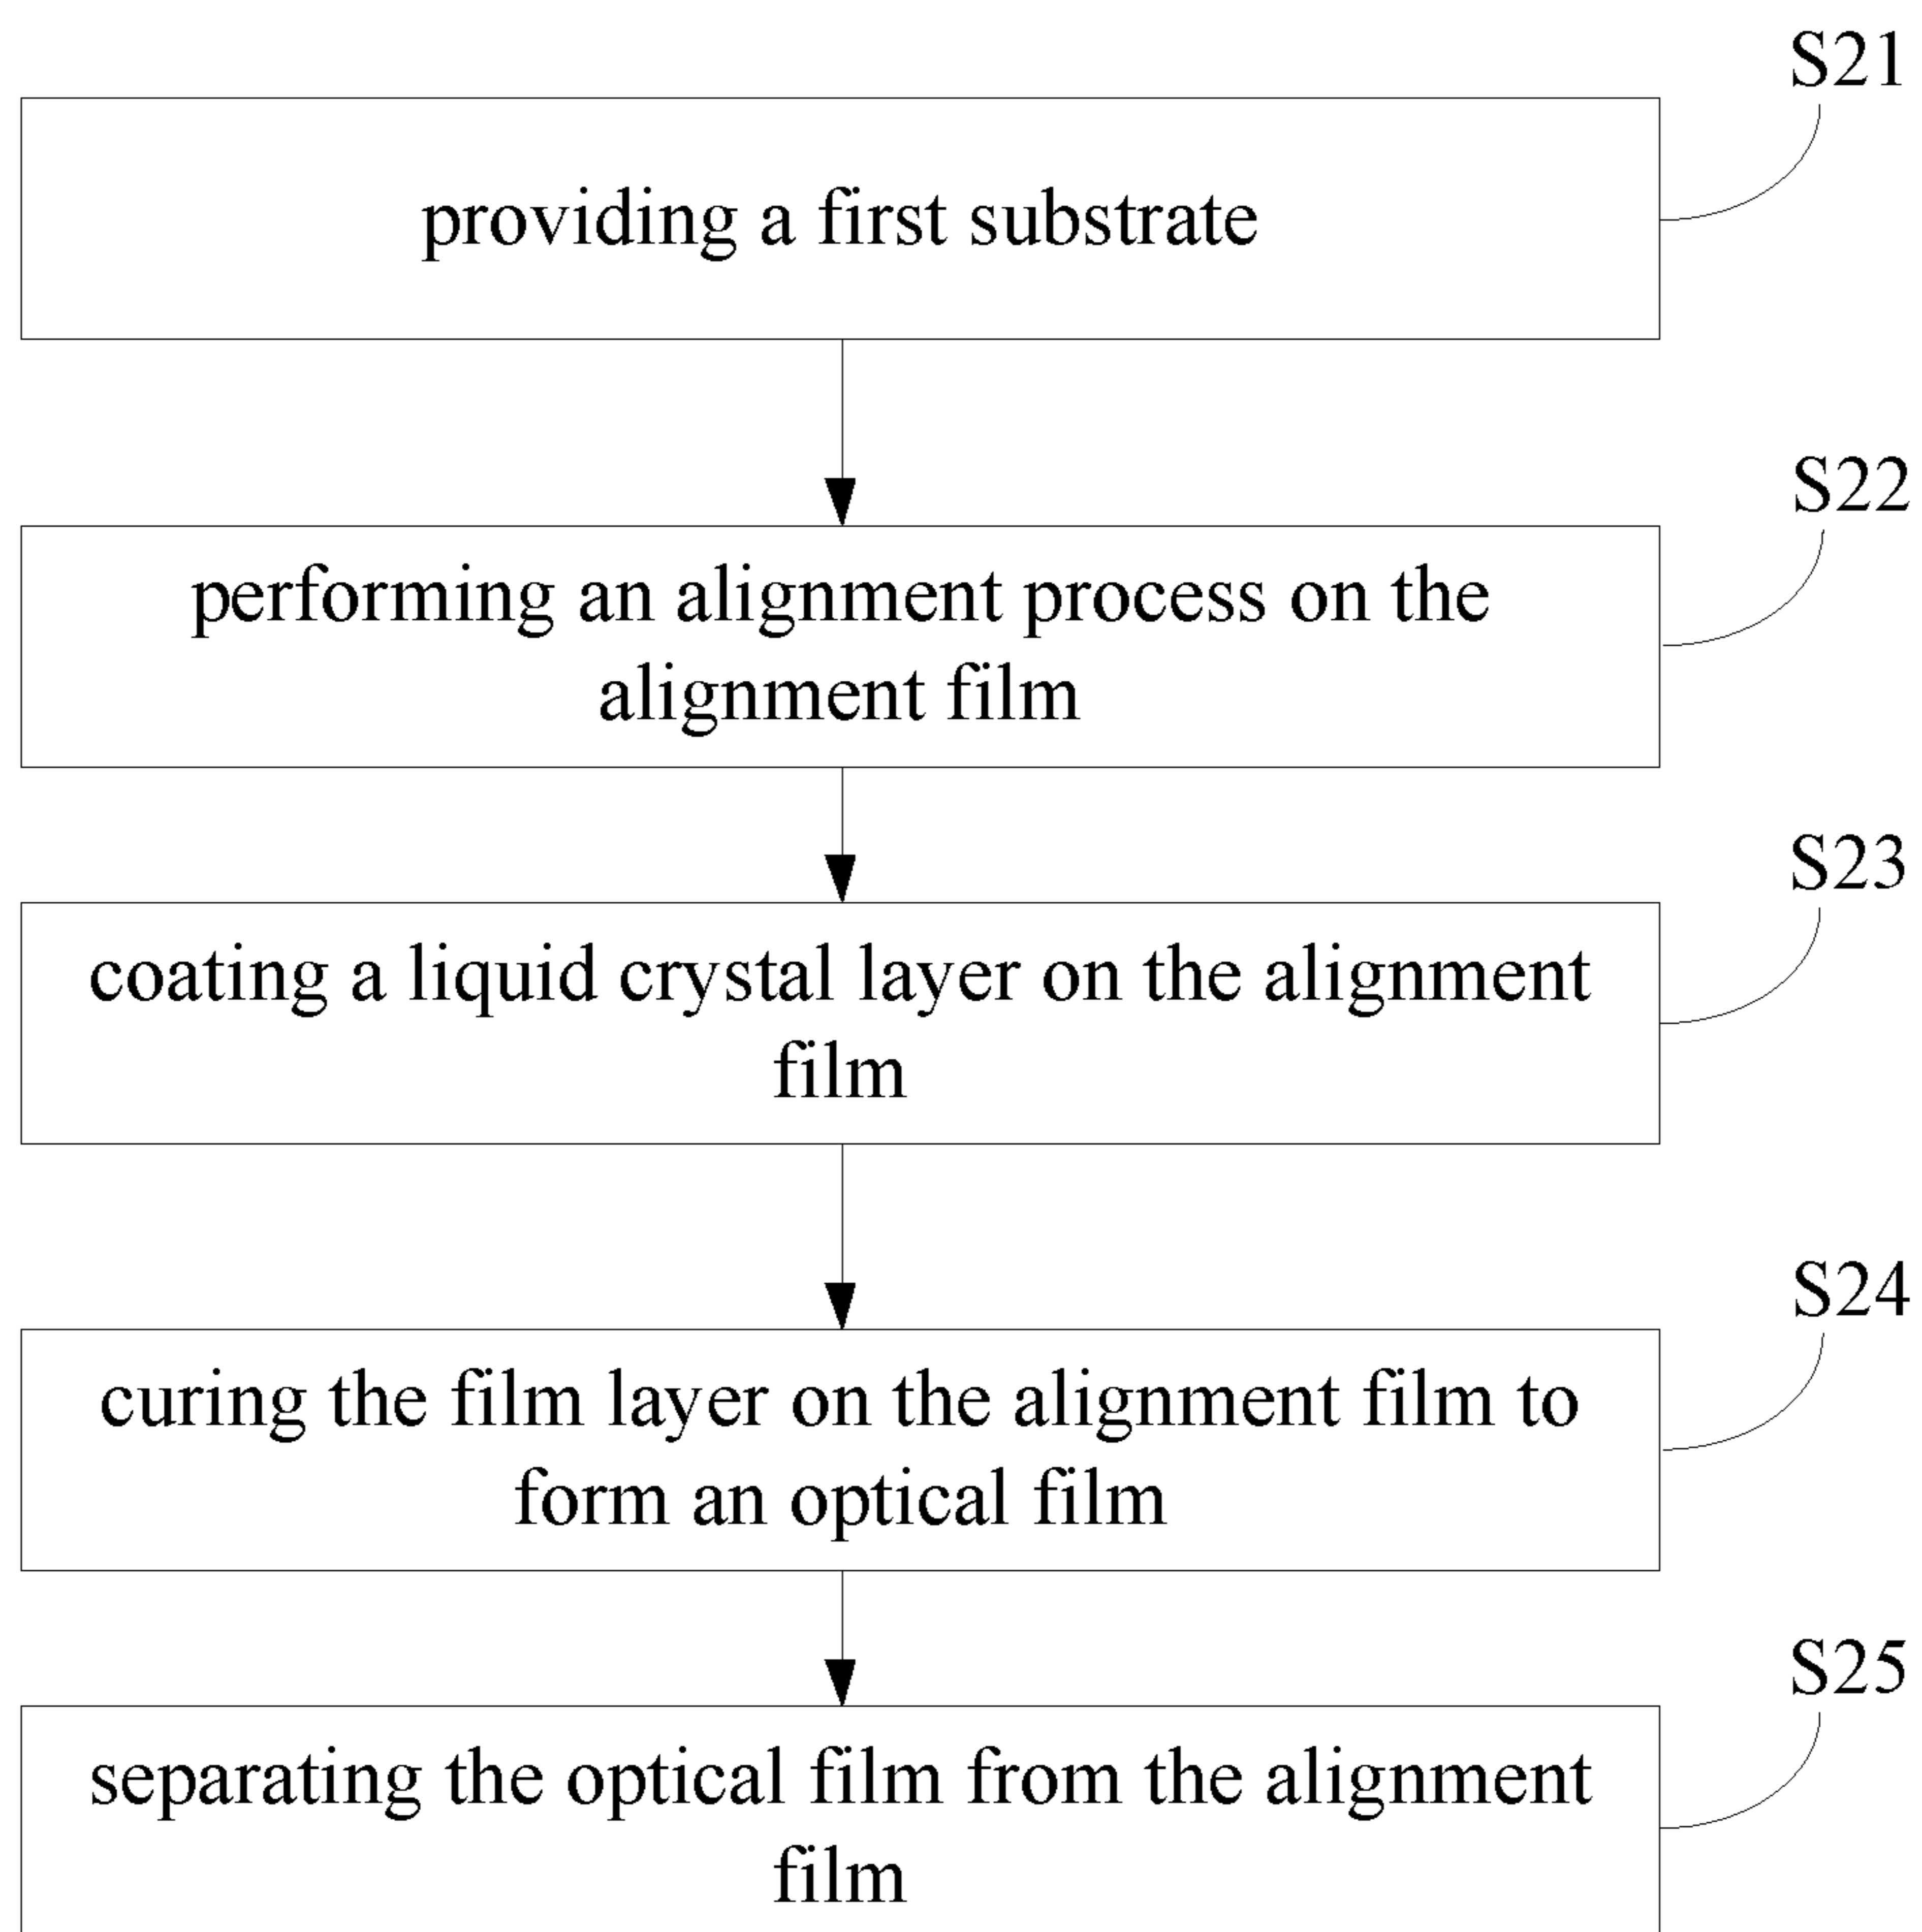 S21
providing a first substrate
S22
performing an alignment process on the
alignment film
S23
coating a liquid crystal layer on the alignment
film
S24
curing the film layer on the alignment film to
form an optical film
S25
separating the optical film from the alignment
film